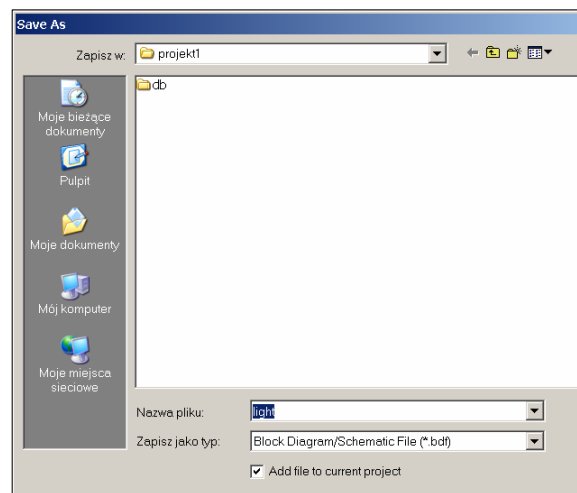 Save As
Zapisz w:
projekt1
db
Moje bieżące
dokumenty
Pulpit
Moje dokumenty
Mój komputer
Moje miejsca
sieciowe
Nazwa pliku:
light
Zapisz jako typ:
Block Diagram/Schematic File (*.bdf)
Add file to current project